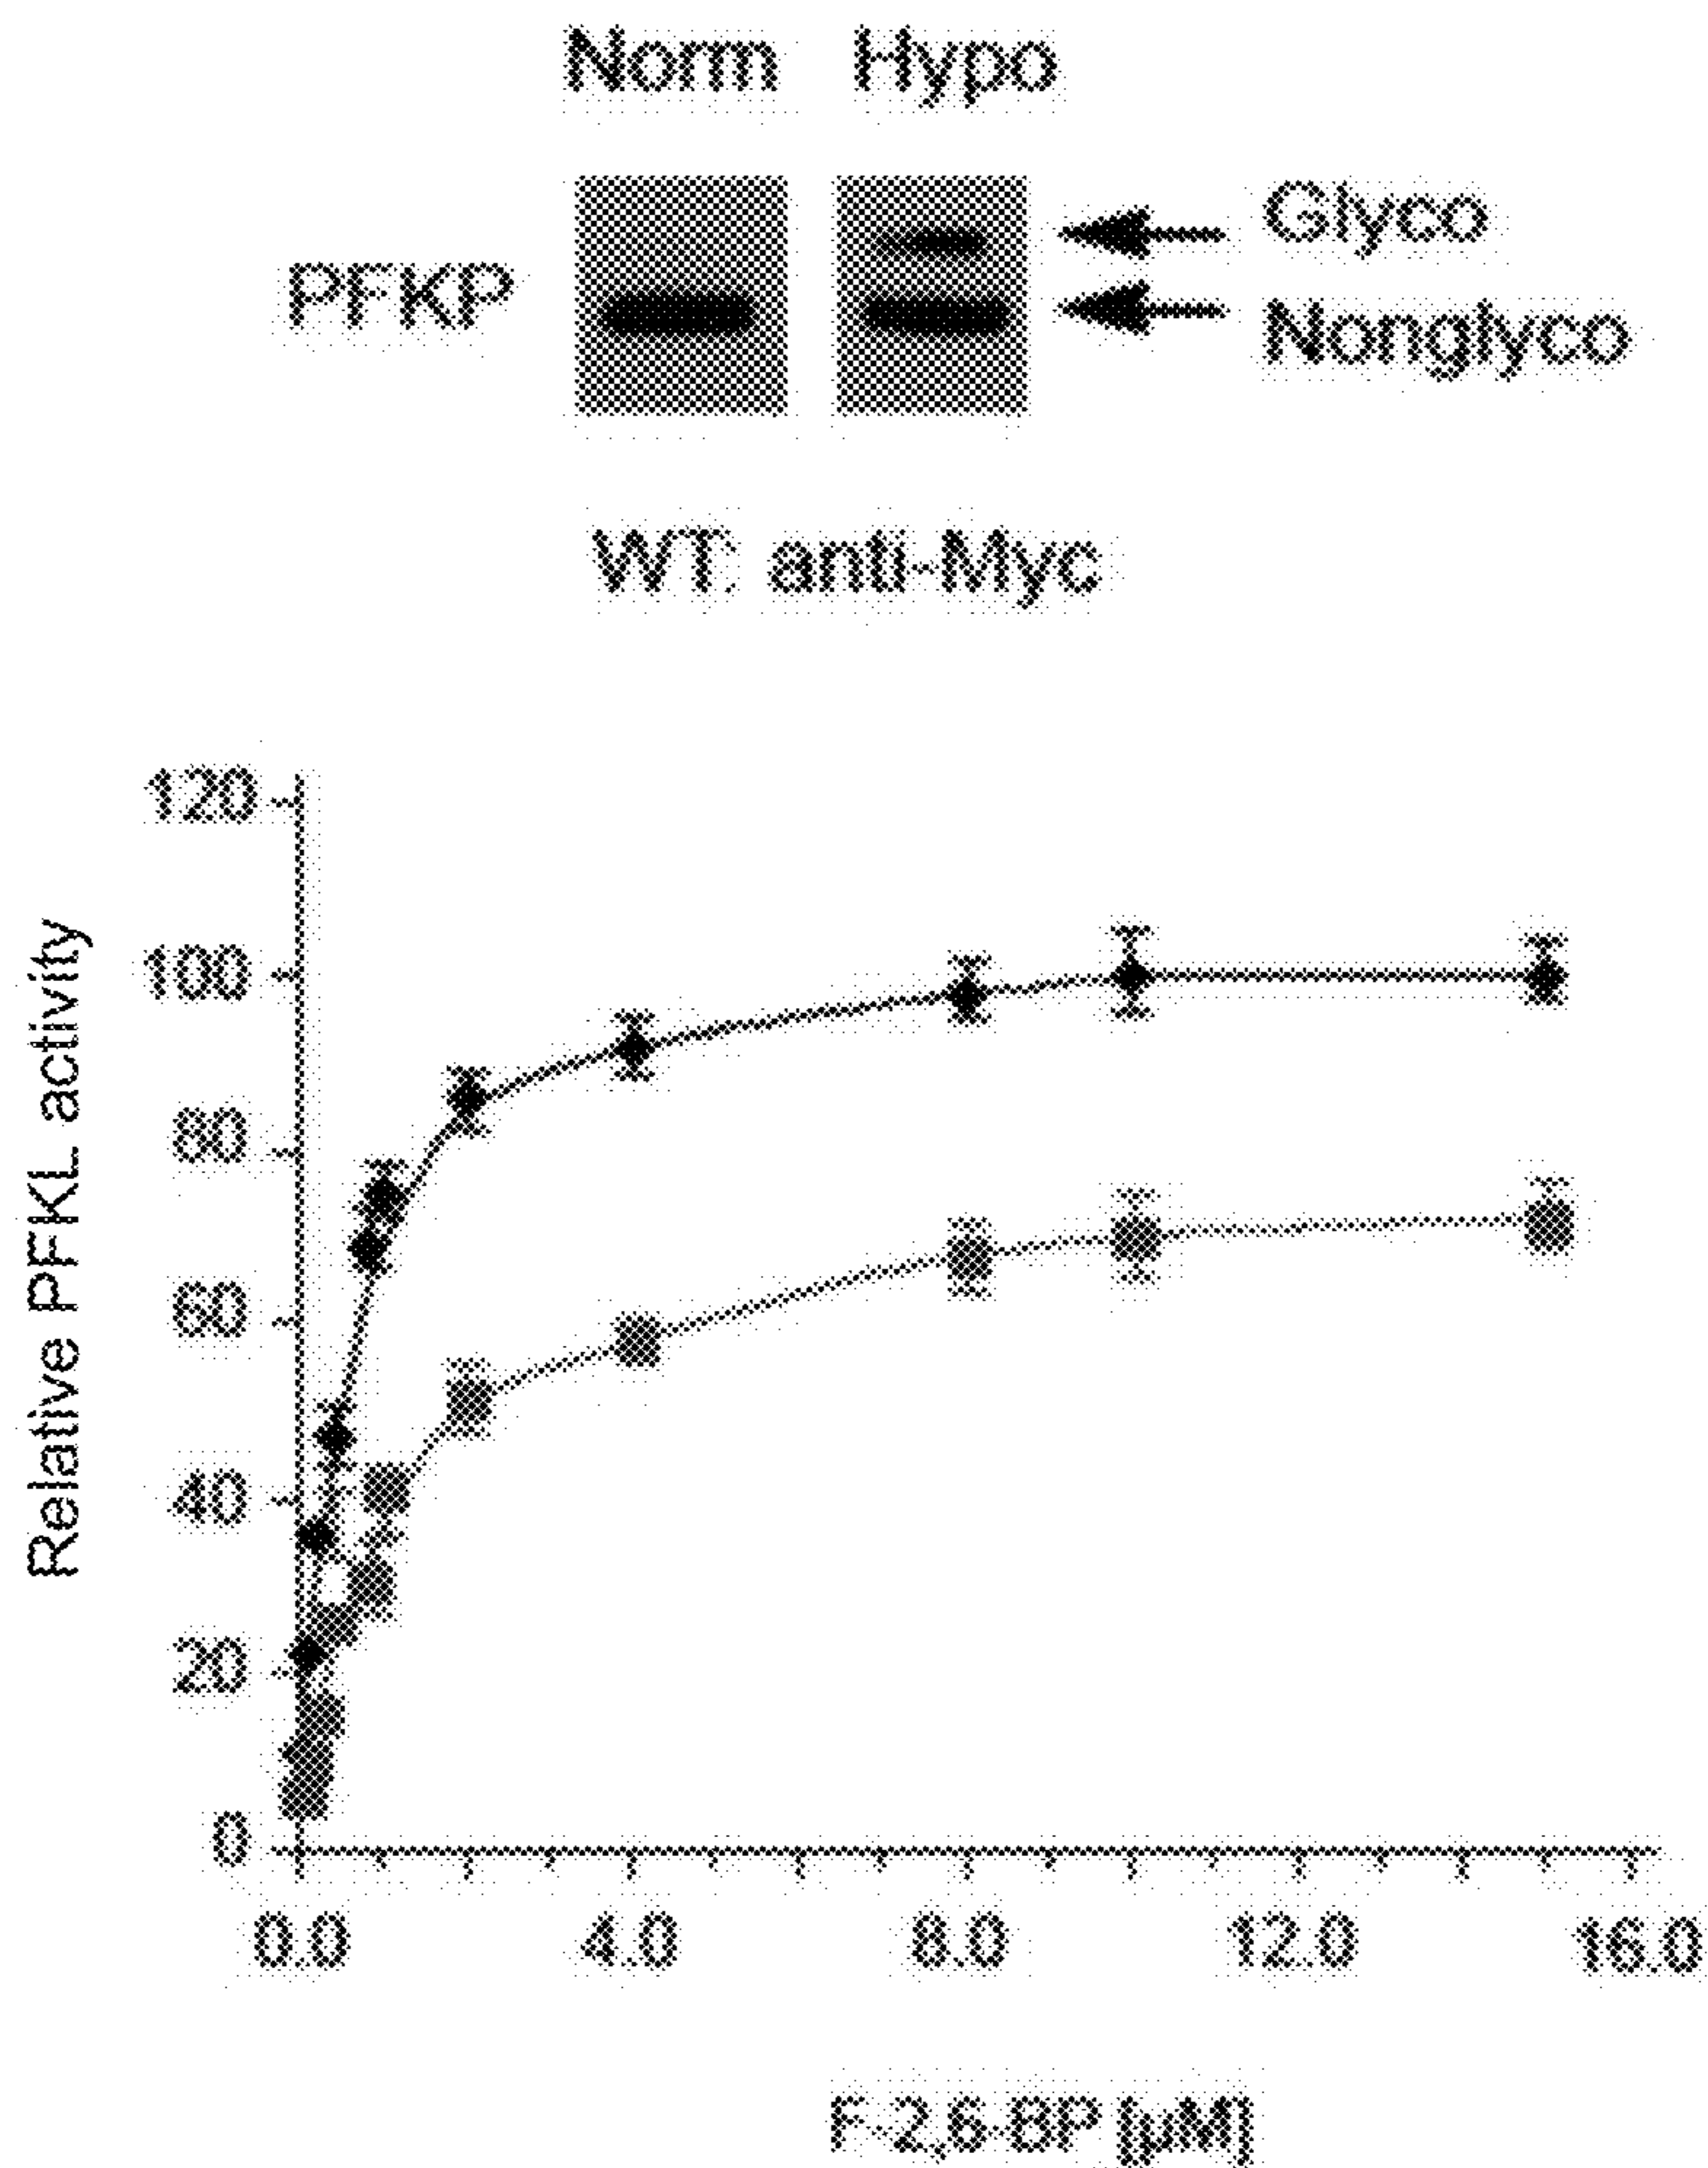 Norm Hypo
Glyco
PFKP
Nonglyco
WT: anti-Myc
Relative PFKL activity
120
100
80
60
40
20
0
0.0 4.0 8.0 12.0 16.0
F-2,6-BP [µM]